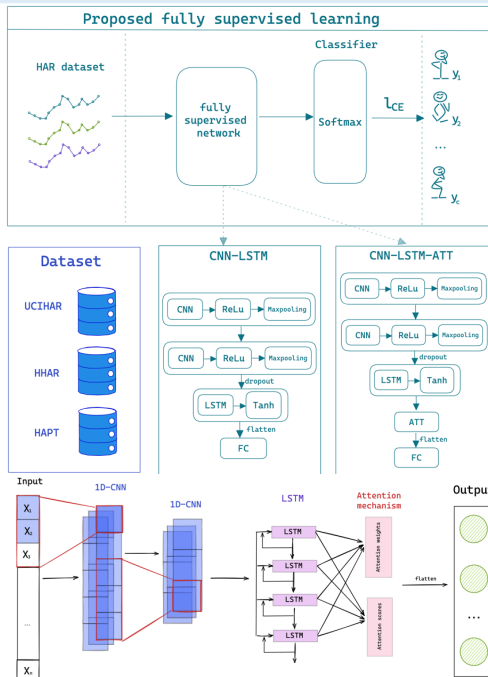 Proposed fully supervised learning
Classifier
HAR dataset
fully
supervised
network
Softmax
lCE
y1
y2
...
yc
Dataset
UCIHAR
HHAR
HAPT
CNN-LSTM
CNN
ReLu
Maxpooling
CNN
ReLu
Maxpooling
dropout
LSTM
Tanh
flatten
FC
CNN-LSTM-ATT
CNN
ReLu
Maxpooling
CNN
ReLu
Maxpooling
dropout
LSTM
Tanh
ATT
flatten
FC
Input
1D-CNN
1D-CNN
LSTM
Attention
mechanism
Output
X1
X2
X3
...
Xn
LSTM
LSTM
LSTM
LSTM
Attention weights
Attention scores
flatten
...